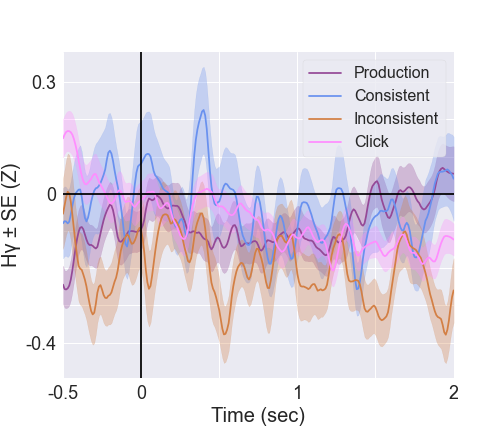 Production
Consistent
Inconsistent
Click
0.3
0
-0.4
Hγ ± SE (Z)
-0.5 0 1 2
Time (sec)